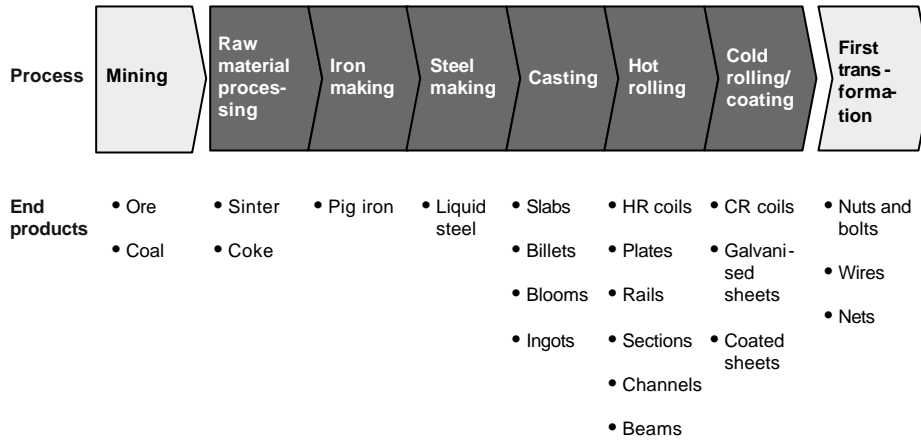 Process
Mining
Raw
material
proces-
sing
Iron
making
Steel
making
Casting
Hot
rolling
Cold
rolling/
coating
First
trans-
forma-
tion
End
products
• Ore
• Coal
• Sinter
• Coke
• Pig iron
• Liquid
steel
• Slabs
• Billets
• Blooms
• Ingots
• HR coils
• Plates
• Rails
• Sections
• Channels
• Beams
• CR coils
• Galvani-
sed
sheets
• Coated
sheets
• Nuts and
bolts
• Wires
• Nets